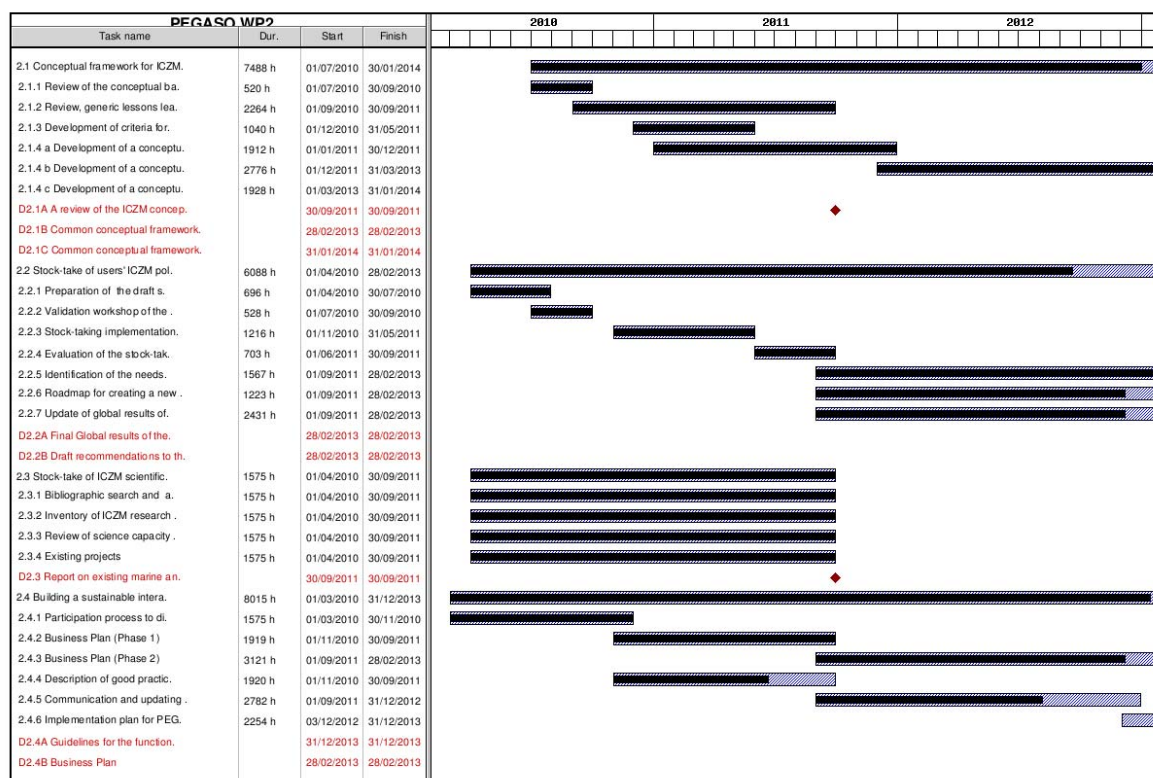 PEGASO WP2 2010 2011 2012
Task name Dur. Start Finish
2.1 Conceptual framework for ICZM. 7488 h 01/07/2010 30/01/2014
2.1.1 Review of the conceptual ba. 520 h 01/07/2010 30/09/2010
2.1.2 Review, generic lessons lea. 2264 h 01/09/2010 30/09/2011
2.1.3 Development of criteria for. 1040 h 01/12/2010 31/05/2011
2.1.4 a Development of a conceptu. 1912 h 01/01/2011 30/12/2011
2.1.4 b Development of a conceptu. 2776 h 01/12/2011 31/03/2013
2.1.4 c Development of a conceptu. 1928 h 01/03/2013 31/01/2014
D2.1A A review of the ICZM concep. 30/09/2011 30/09/2011
D2.1B Common conceptual framework. 28/02/2013 28/02/2013
D2.1C Common conceptual framework. 31/01/2014 31/01/2014
2.2 Stock-take of users' ICZM pol. 6088 h 01/04/2010 28/02/2013
2.2.1 Preparation of the draft s. 696 h 01/04/2010 30/07/2010
2.2.2 Validation workshop of the . 528 h 01/07/2010 30/09/2010
2.2.3 Stock-taking implementation. 1216 h 01/11/2010 31/05/2011
2.2.4 Evaluation of the stock-tak. 703 h 01/06/2011 30/09/2011
2.2.5 Identification of the needs. 1567 h 01/09/2011 28/02/2013
2.2.6 Roadmap for creating a new . 1223 h 01/09/2011 28/02/2013
2.2.7 Update of global results of. 2431 h 01/09/2011 28/02/2013
D2.2A Final Global results of the. 28/02/2013 28/02/2013
D2.2B Draft recommendations to th. 28/02/2013 28/02/2013
2.3 Stock-take of ICZM scientific. 1575 h 01/04/2010 30/09/2011
2.3.1 Bibliographic search and a. 1575 h 01/04/2010 30/09/2011
2.3.2 Inventory of ICZM research . 1575 h 01/04/2010 30/09/2011
2.3.3 Review of science capacity . 1575 h 01/04/2010 30/09/2011
2.3.4 Existing projects 1575 h 01/04/2010 30/09/2011
D2.3 Report on existing marine an. 30/09/2011 30/09/2011
2.4 Building a sustainable intera. 8015 h 01/03/2010 31/12/2013
2.4.1 Participation process to di. 1575 h 01/03/2010 30/11/2010
2.4.2 Business Plan (Phase 1) 1919 h 01/11/2010 30/09/2011
2.4.3 Business Plan (Phase 2) 3121 h 01/09/2011 28/02/2013
2.4.4 Description of good practic. 1920 h 01/11/2010 30/09/2011
2.4.5 Communication and updating . 2782 h 01/09/2011 31/12/2012
2.4.6 Implementation plan for PEG. 2254 h 03/12/2012 31/12/2013
D2.4A Guidelines for the function. 31/12/2013 31/12/2013
D2.4B Business Plan 28/02/2013 28/02/2013